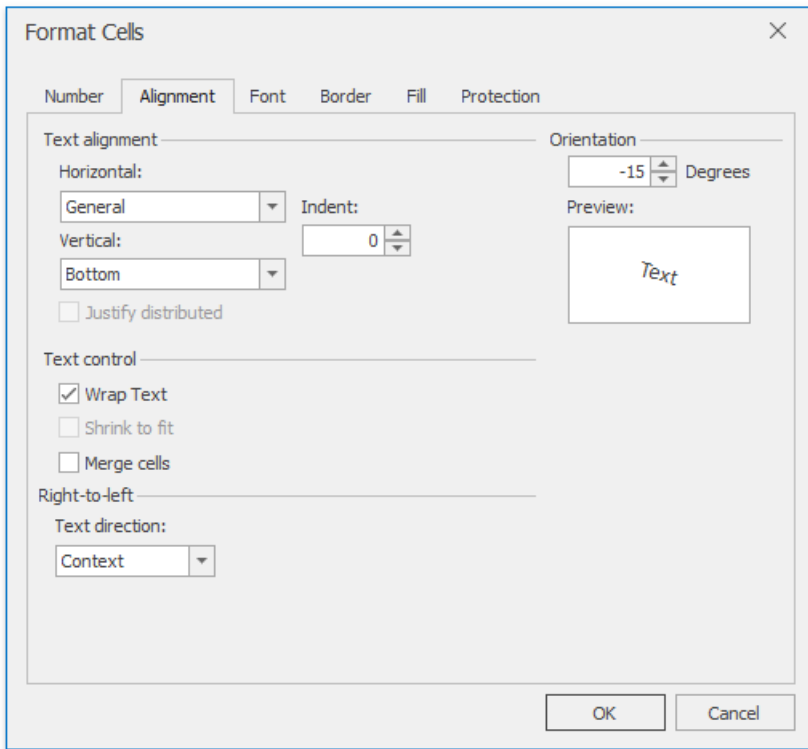 Format Cells
Number Alignment Font Border Fill Protection
Text alignment
Horizontal:
General
Indent:
Vertical:
0
Bottom
Justify distributed
Text control
Wrap Text
Shrink to fit
Merge cells
Right-to-left
Text direction:
Context
Orientation
-15 Degrees
Preview:
Text
OK Cancel